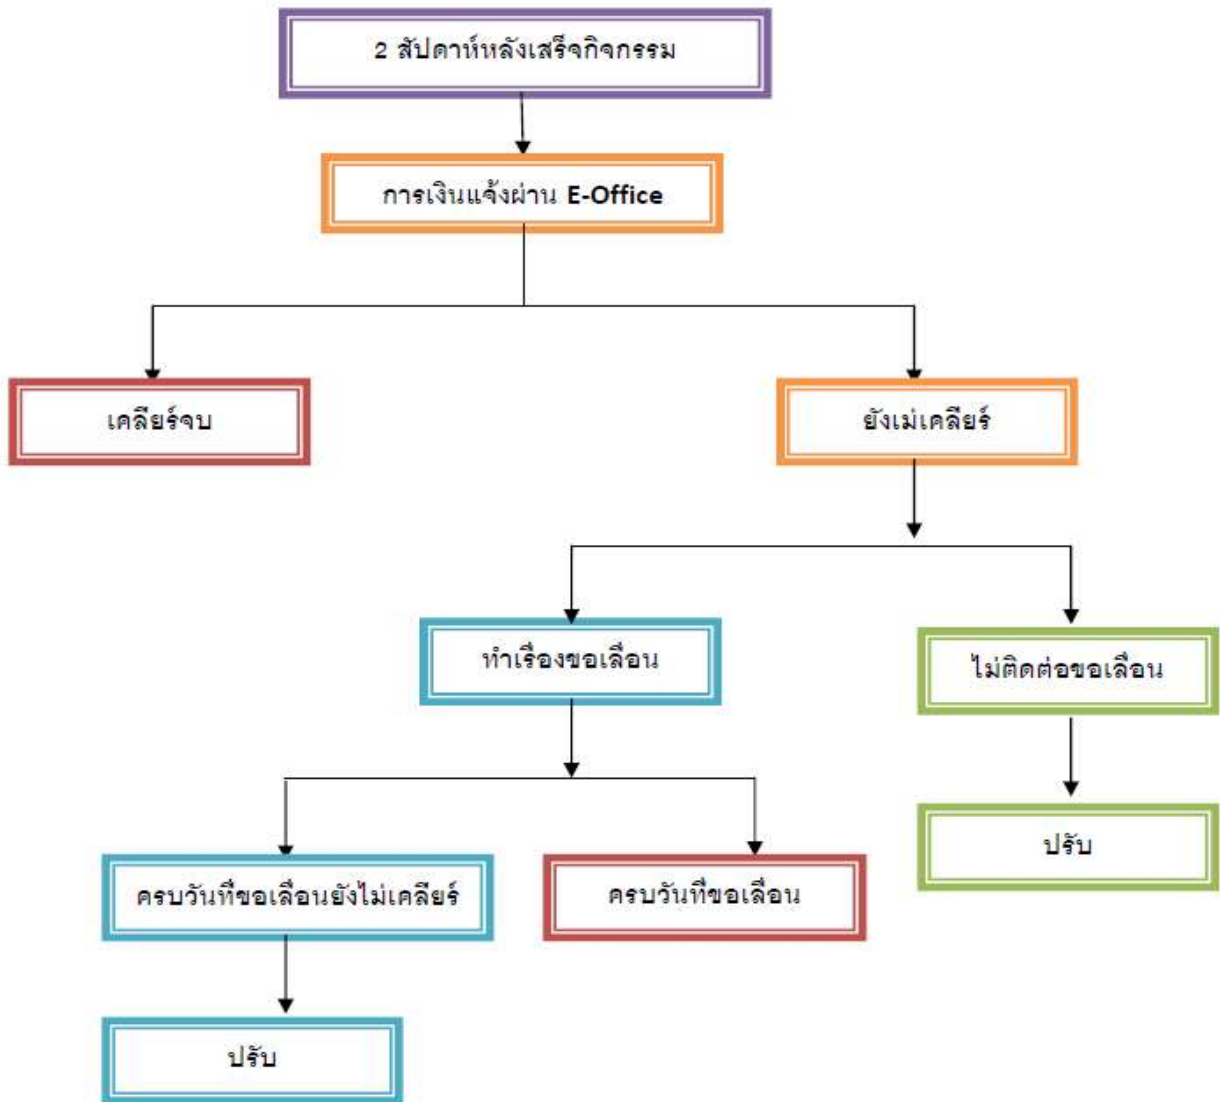 2 สัปดาห์หลังเสร็จกิจกรรม
การเงินแจ้งผ่าน E-Office
เคลียร์จบ
ยังเม่เคลียร์
ทำเรื่องขอเลื่อน
ไม่ติดต่อขอเลื่อน
ปรับ
ครบวันที่ขอเลื่อนยังไม่เคลียร์
ครบวันที่ขอเลื่อน
ปรับ